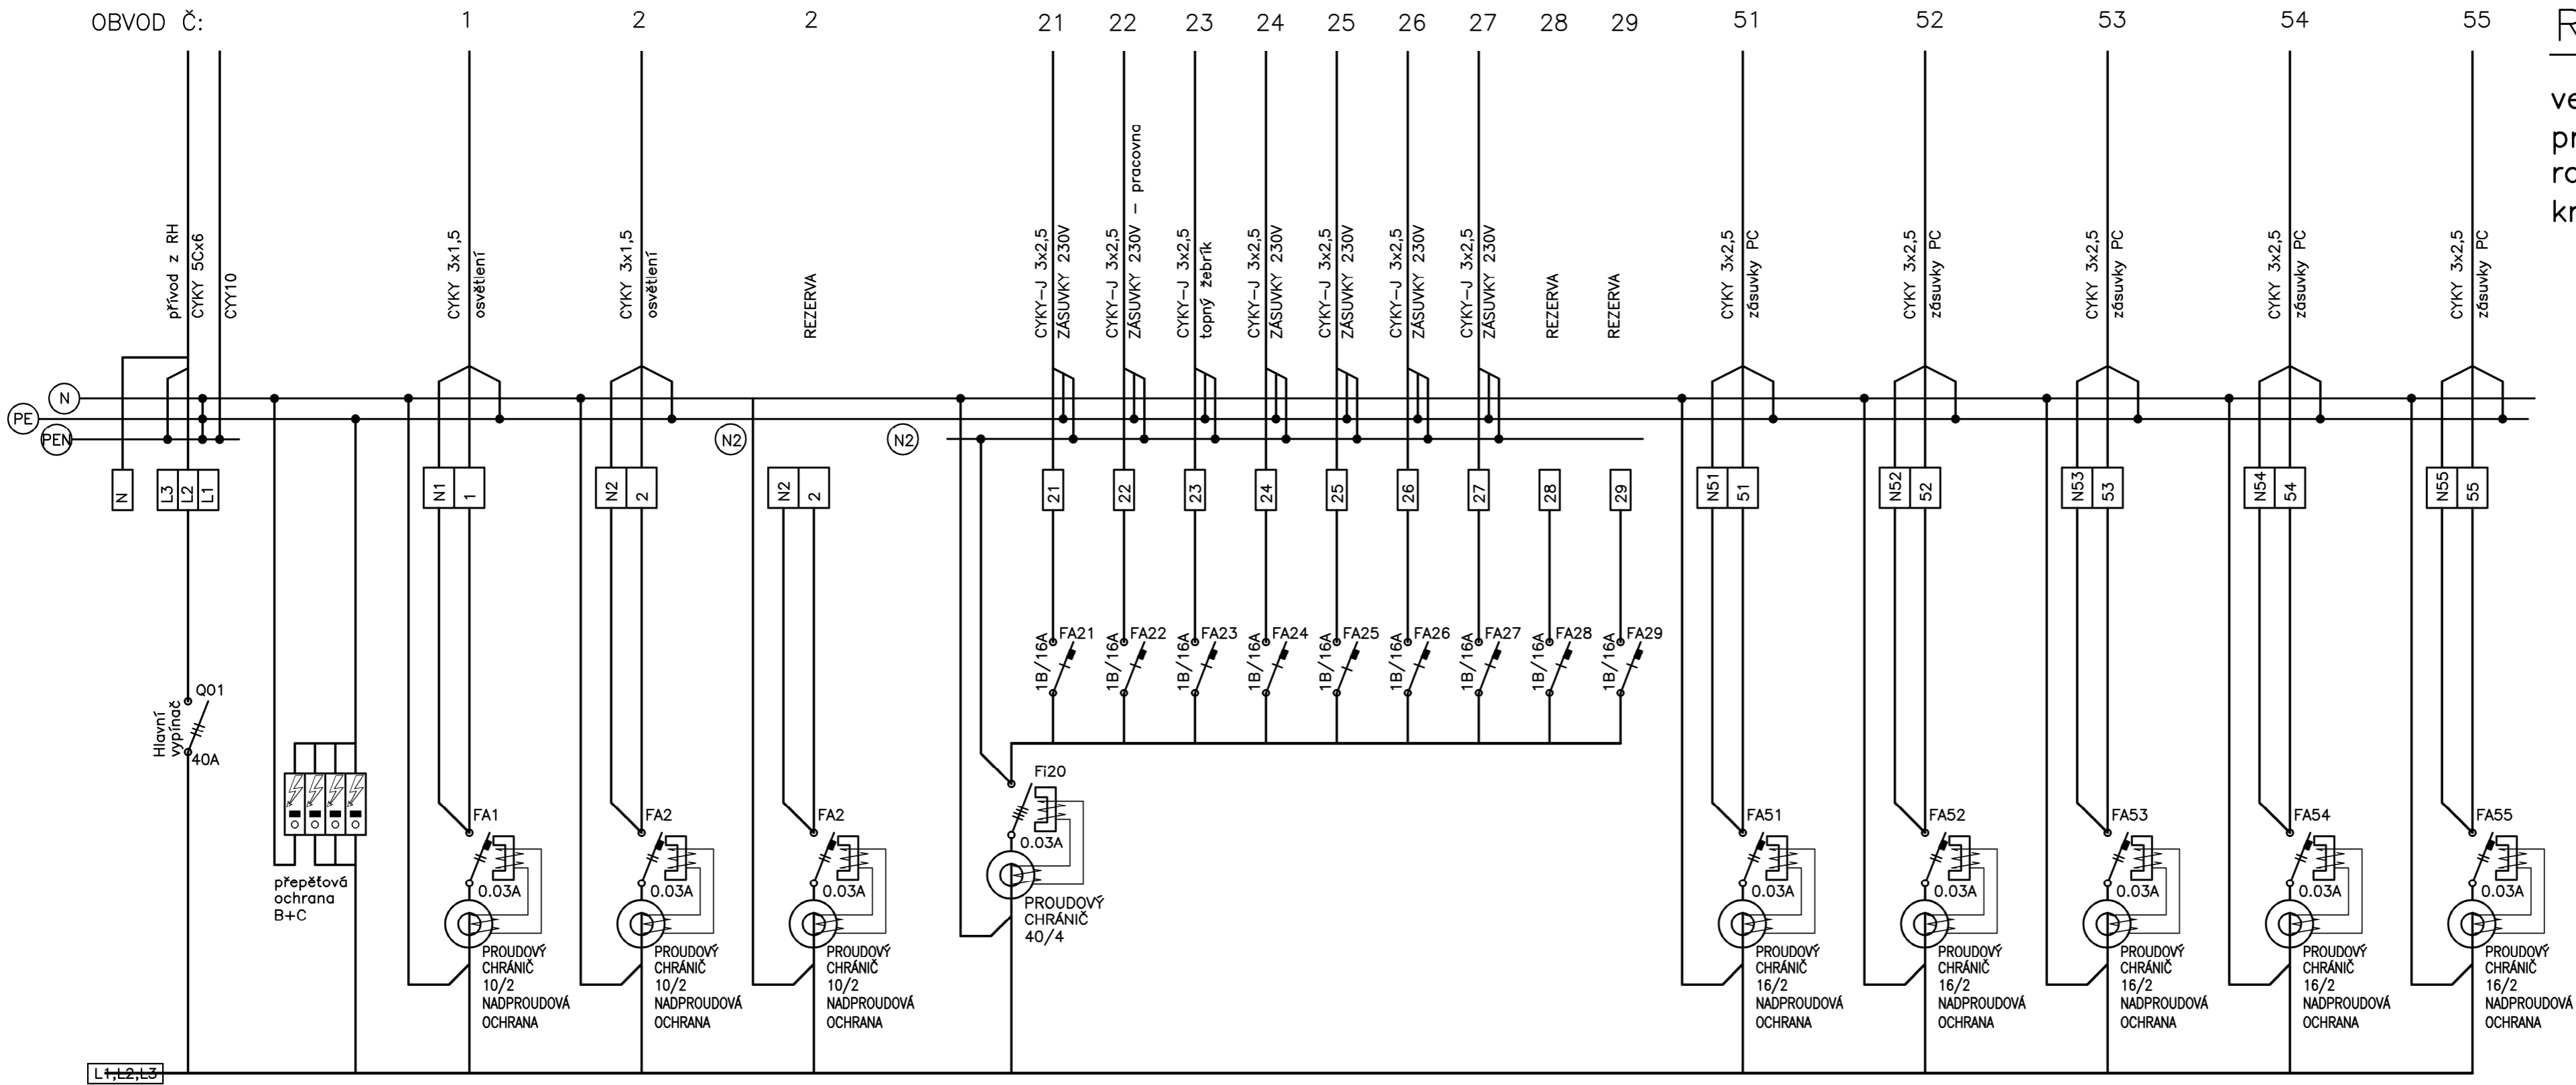 OBVOD Č: 1 2 2 21 22 23 24 25 26 27 28 29 51 52 53 54 55
přívod z RH
CYKY 5Cx6
CYY10
CYKY 3x1,5
osvětlení
CYKY 3x1,5
osvětlení
REZERVA
CYKY-J 3x2,5
ZÁSUVKY 230V
CYKY-J 3x2,5
ZÁSUVKY 230V - pracovna
CYKY-J 3x2,5
topný žebrík
CYKY-J 3x2,5
ZÁSUVKY 230V
CYKY-J 3x2,5
ZÁSUVKY 230V
CYKY-J 3x2,5
ZÁSUVKY 230V
CYKY-J 3x2,5
ZÁSUVKY 230V
REZERVA
REZERVA
CYKY 3x2,5
zásuvky PC
CYKY 3x2,5
zásuvky PC
CYKY 3x2,5
zásuvky PC
CYKY 3x2,5
zásuvky PC
CYKY 3x2,5
zásuvky PC
N
PE
PEN
N2
N2
N L3 L2 L1
N1 1
N2 2
N2 2
21 22 23 24 25 26 27 28 29
N51 51
N52 52
N53 53
N54 54
N55 55
1B/16A FA21
1B/16A FA22
1B/16A FA23
1B/16A FA24
1B/16A FA25
1B/16A FA26
1B/16A FA27
1B/16A FA28
1B/16A FA29
Q01
Hlavní
vypínač
40A
přepěťová
ochrana
B+C
FA1
0.03A
PROUDOVÝ
CHRÁNIČ
10/2
NADPROUDOVÁ
OCHRANA
FA2
0.03A
PROUDOVÝ
CHRÁNIČ
10/2
NADPROUDOVÁ
OCHRANA
FA2
0.03A
PROUDOVÝ
CHRÁNIČ
10/2
NADPROUDOVÁ
OCHRANA
Fi20
0.03A
PROUDOVÝ
CHRÁNIČ
40/4
FA51
0.03A
PROUDOVÝ
CHRÁNIČ
16/2
NADPROUDOVÁ
OCHRANA
FA52
0.03A
PROUDOVÝ
CHRÁNIČ
16/2
NADPROUDOVÁ
OCHRANA
FA53
0.03A
PROUDOVÝ
CHRÁNIČ
16/2
NADPROUDOVÁ
OCHRANA
FA54
0.03A
PROUDOVÝ
CHRÁNIČ
16/2
NADPROUDOVÁ
OCHRANA
FA55
0.03A
PROUDOVÝ
CHRÁNIČ
16/2
NADPROUDOVÁ
OCHRANA
L1,L2,L3